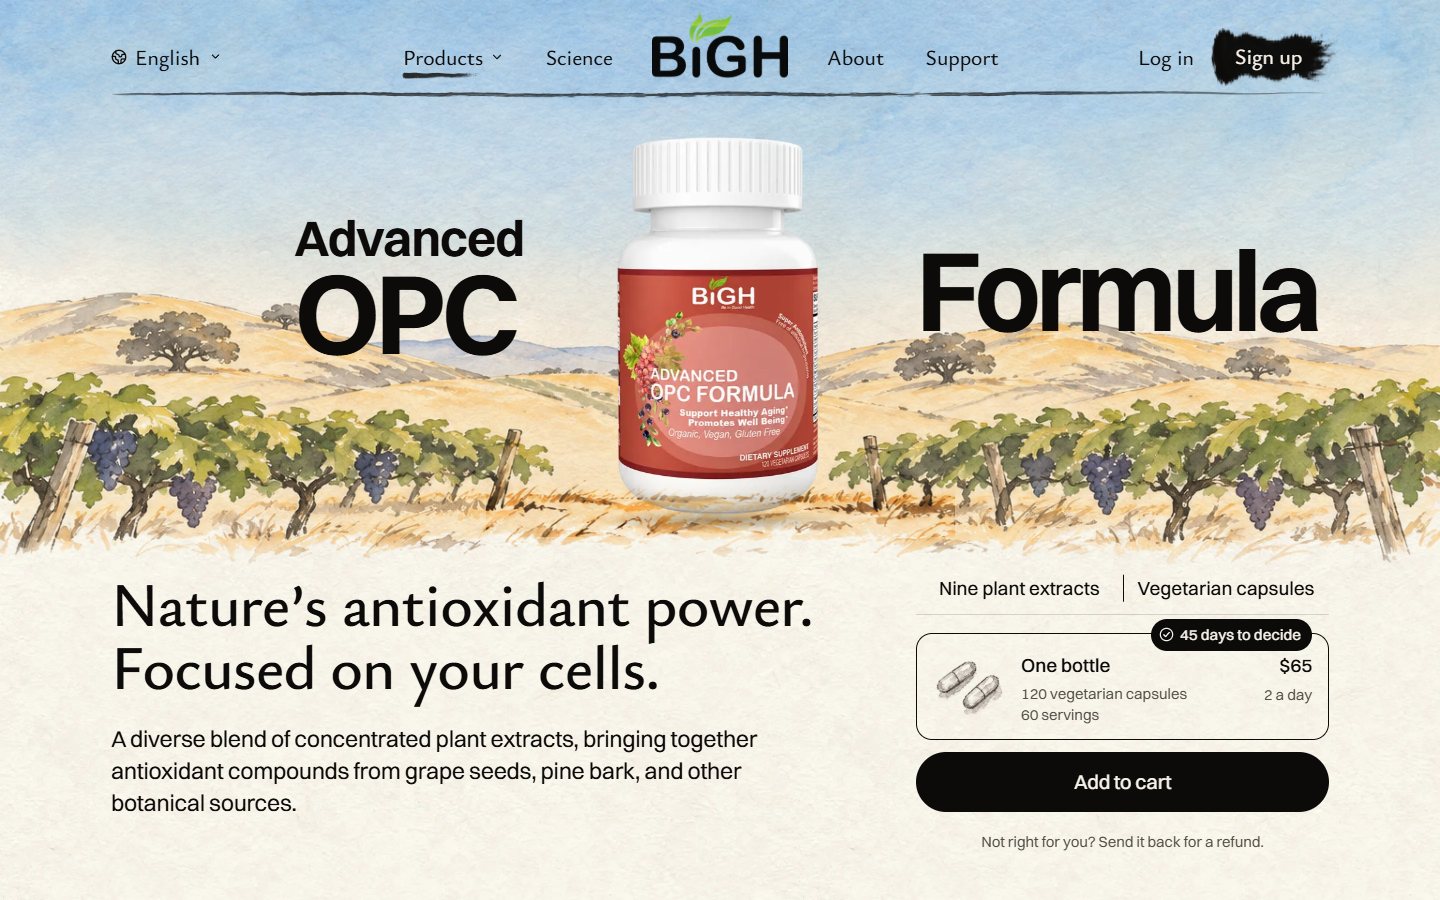 English
Products
Science
BiGH
About
Support
Log in
Sign up
Advanced
OPC
Formula
BiGH
ADVANCED
OPC FORMULA
Support Healthy Aging*
Promotes Well Being*
Organic, Vegan, Gluten Free
DIETARY SUPPLEMENT
120 VEGETARIAN CAPSULES
Nature’s antioxidant power.
Focused on your cells.
A diverse blend of concentrated plant extracts, bringing together
antioxidant compounds from grape seeds, pine bark, and other
botanical sources.
Nine plant extracts
Vegetarian capsules
45 days to decide
One bottle
$65
120 vegetarian capsules
2 a day
60 servings
Add to cart
Not right for you? Send it back for a refund.